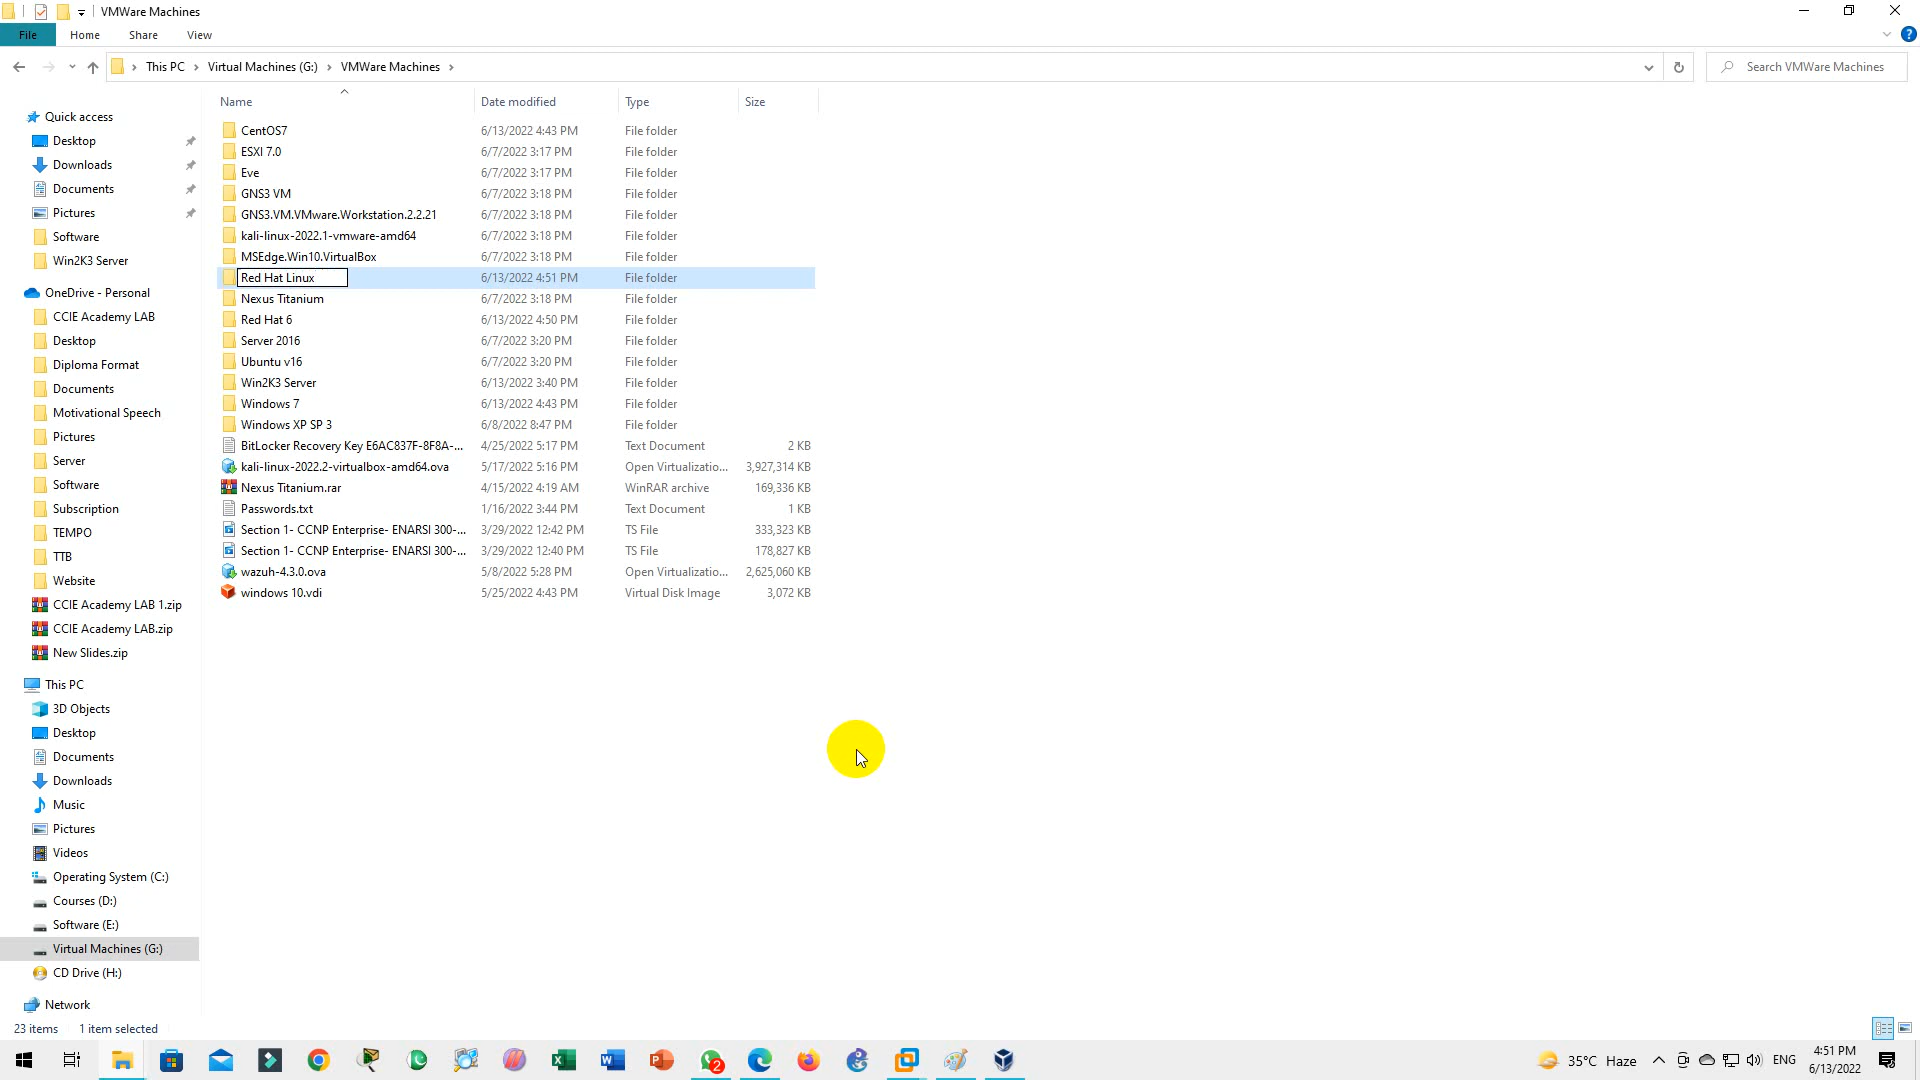 VMWare Machines
File Home Share View
This PC Virtual Machines (G:) VMWare Machines
Search VMWare Machines
Name Date modified Type Size
CentOS7 6/13/2022 4:43 PM File folder
ESXI 7.0 6/7/2022 3:17 PM File folder
Eve 6/7/2022 3:17 PM File folder
GNS3 VM 6/7/2022 3:18 PM File folder
GNS3.VM.VMware.Workstation.2.2.21 6/7/2022 3:18 PM File folder
kali-linux-2022.1-vmware-amd64 6/7/2022 3:18 PM File folder
MSEdge.Win10.VirtualBox 6/7/2022 3:18 PM File folder
Red Hat Linux 6/13/2022 4:51 PM File folder
Nexus Titanium 6/7/2022 3:18 PM File folder
Red Hat 6 6/13/2022 4:50 PM File folder
Server 2016 6/7/2022 3:20 PM File folder
Ubuntu v16 6/7/2022 3:20 PM File folder
Win2K3 Server 6/13/2022 3:40 PM File folder
Windows 7 6/13/2022 4:43 PM File folder
Windows XP SP 3 6/8/2022 8:47 PM File folder
BitLocker Recovery Key E6AC837F-8F8A-... 4/25/2022 5:17 PM Text Document 2 KB
kali-linux-2022.2-virtualbox-amd64.ova 5/17/2022 5:16 PM Open Virtualizatio... 3,927,314 KB
Nexus Titanium.rar 4/15/2022 4:19 AM WinRAR archive 169,336 KB
Passwords.txt 1/16/2022 3:44 PM Text Document 1 KB
Section 1- CCNP Enterprise- ENARSI 300-... 3/29/2022 12:42 PM TS File 333,323 KB
Section 1- CCNP Enterprise- ENARSI 300-... 3/29/2022 12:40 PM TS File 178,827 KB
wazuh-4.3.0.ova 5/8/2022 5:28 PM Open Virtualizatio... 2,625,060 KB
windows 10.vdi 5/25/2022 4:43 PM Virtual Disk Image 3,072 KB
Quick access
Desktop
Downloads
Documents
Pictures
Software
Win2K3 Server
OneDrive - Personal
CCIE Academy LAB
Desktop
Diploma Format
Documents
Motivational Speech
Pictures
Server
Software
Subscription
TEMPO
TTB
Website
CCIE Academy LAB 1.zip
CCIE Academy LAB.zip
New Slides.zip
This PC
3D Objects
Desktop
Documents
Downloads
Music
Pictures
Videos
Operating System (C:)
Courses (D:)
Software (E:)
Virtual Machines (G:)
CD Drive (H:)
Network
23 items 1 item selected
2
35°C Haze
ENG
4:51 PM
6/13/2022